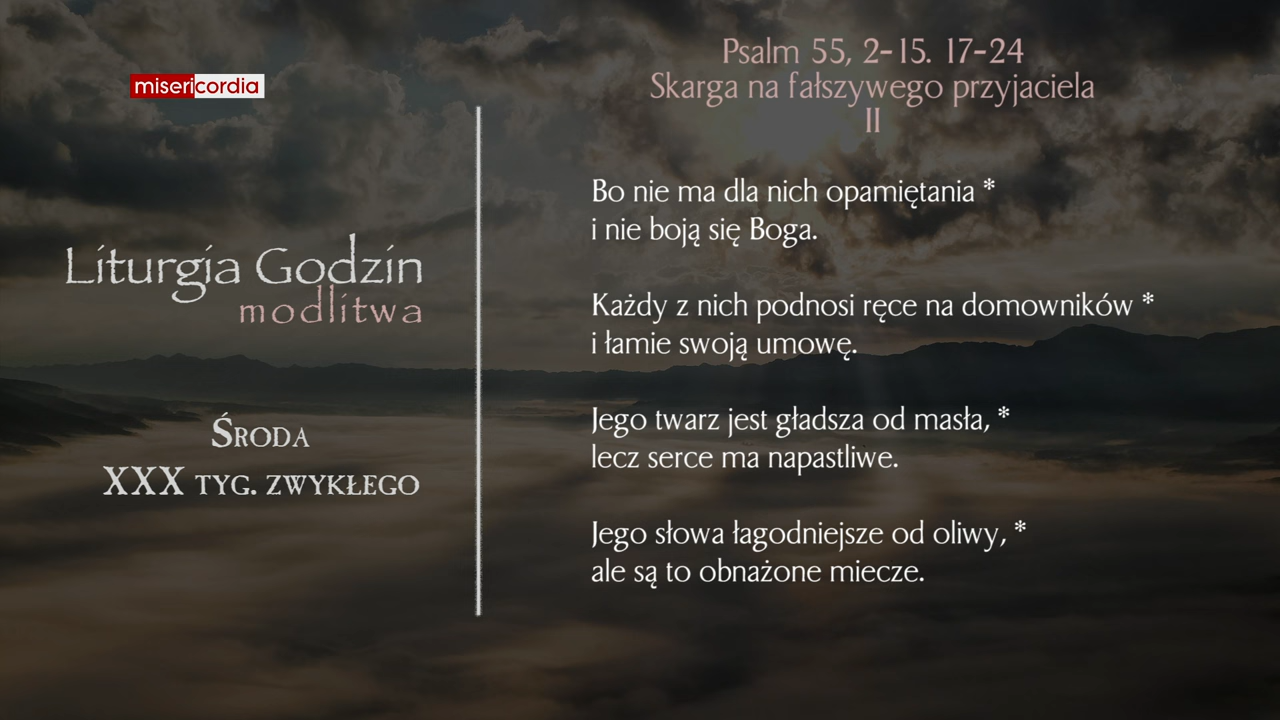 misericordia
Liturgia Godzin
modlitwa
Środa
XXX tyg. zwykłego
Psalm 55, 2-15. 17-24
Skarga na fałszywego przyjaciela
II
Bo nie ma dla nich opamiętania *
i nie boją się Boga.
Każdy z nich podnosi ręce na domowników *
i łamie swoją umowę.
Jego twarz jest gładsza od masła, *
lecz serce ma napastliwe.
Jego słowa łagodniejsze od oliwy, *
ale są to obnażone miecze.